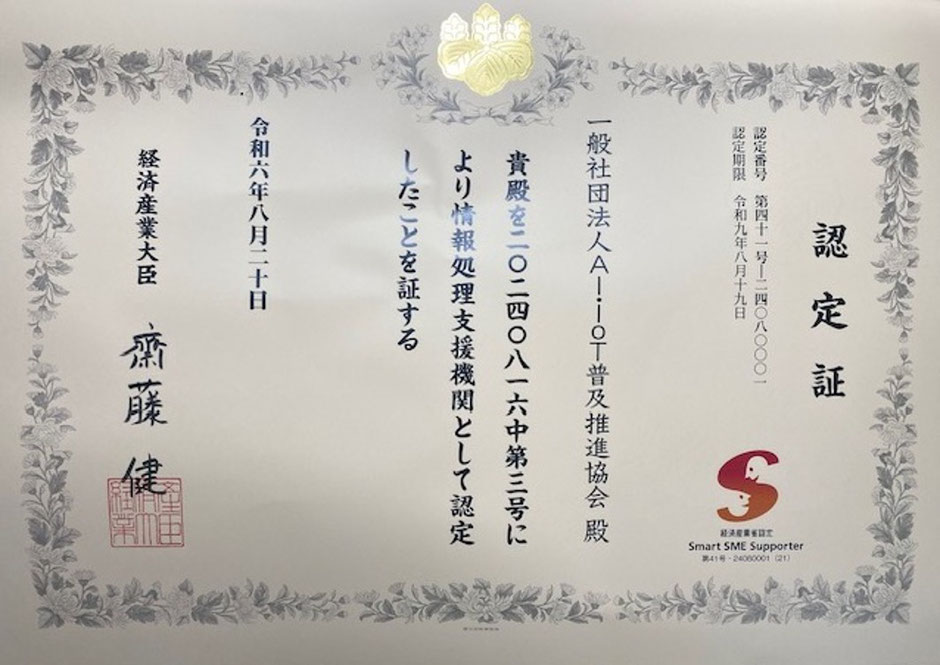 認定証
認定番号 第四十一号ー二四〇八〇〇〇一
認定期限 令和九年八月十九日
一般社団法人AI・IoT普及推進協会 殿
貴殿を二〇二四〇八一六中第三号に
より情報処理支援機関として認定
したことを証する
令和六年八月二十日
経済産業大臣 齋藤 健
経済産業省認定
Smart SME Supporter
第41号‐24080001（21）